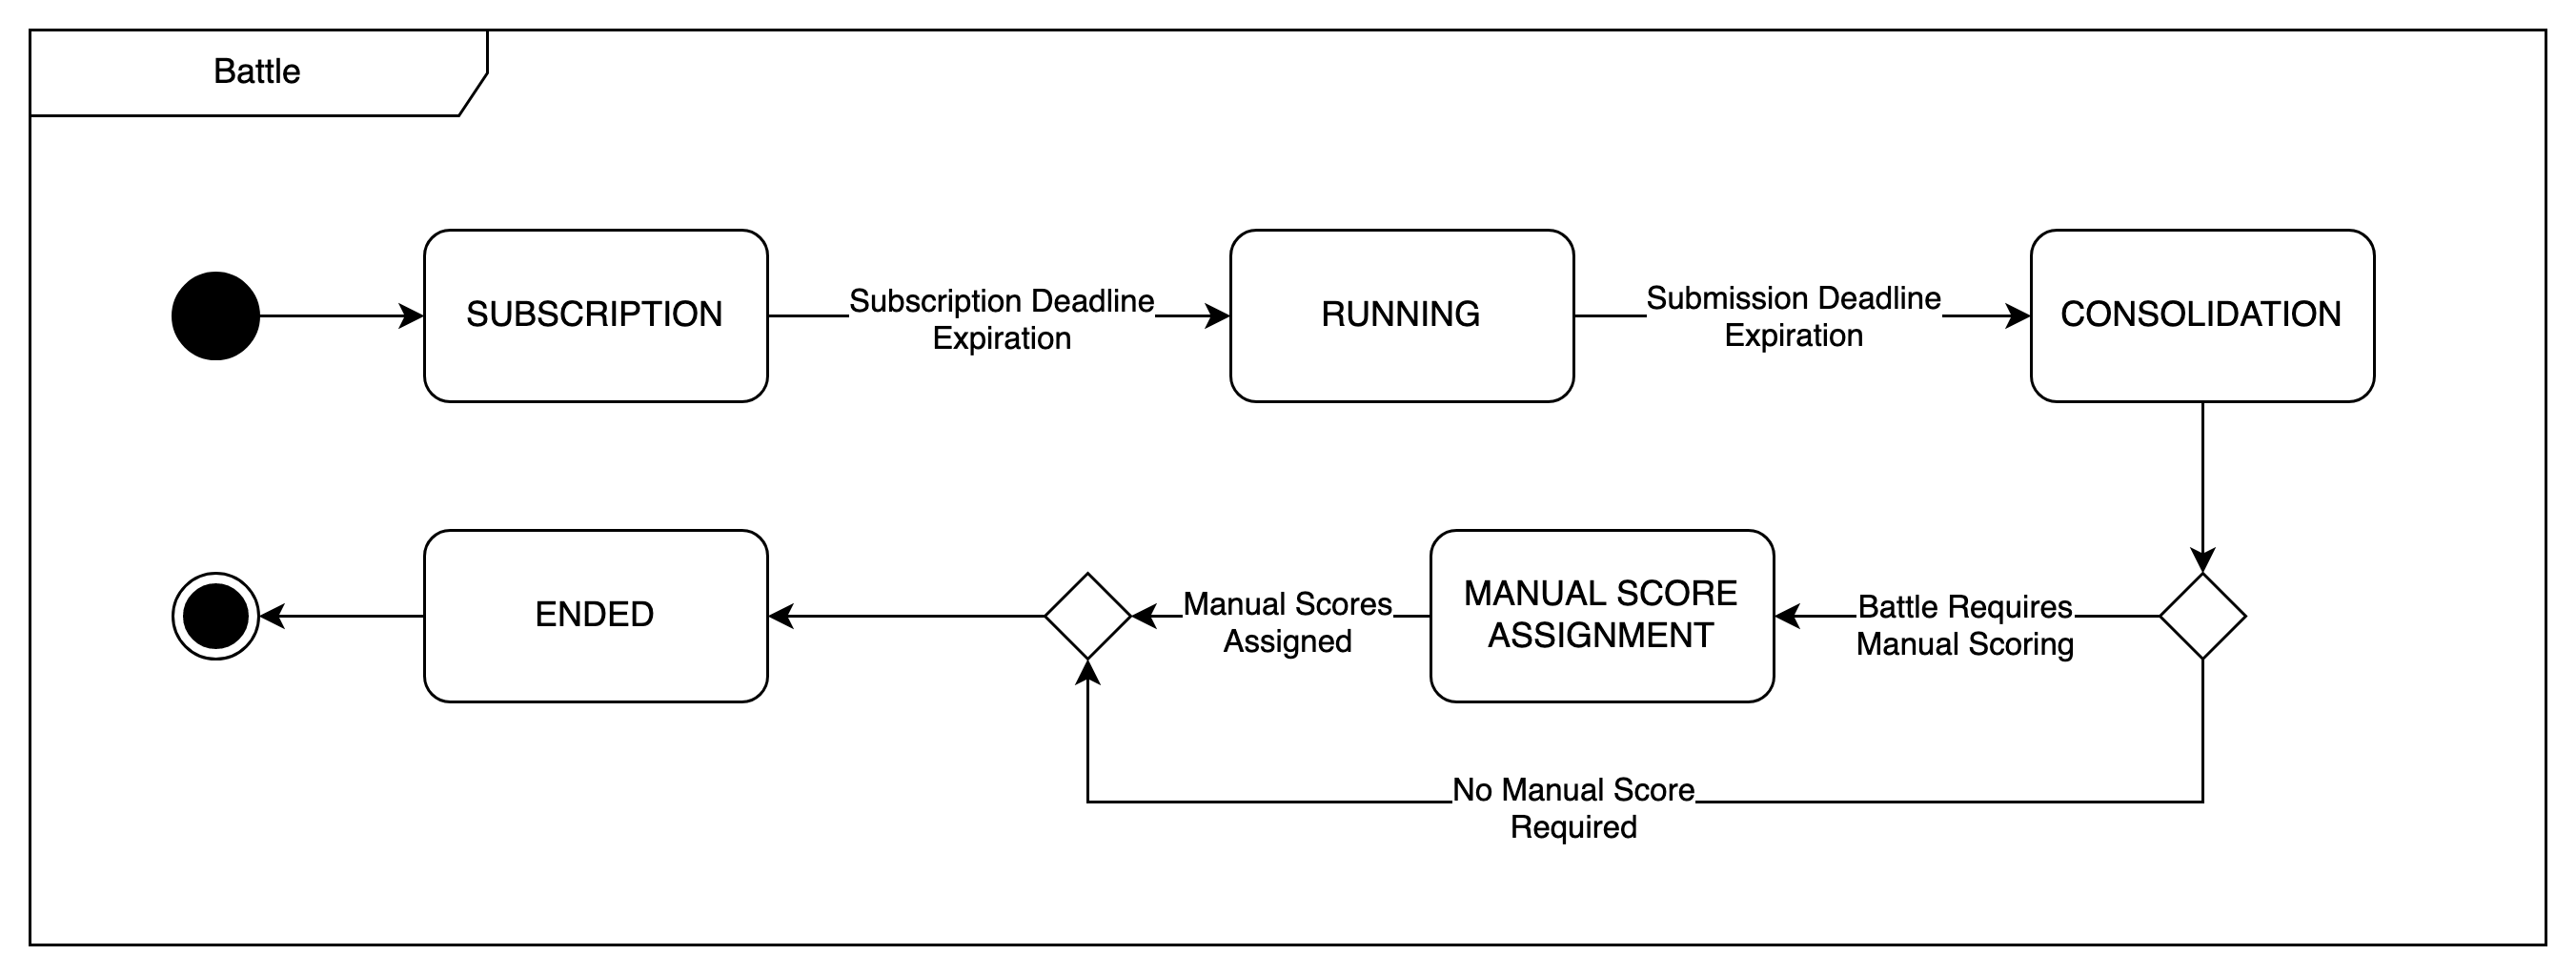 Battle
SUBSCRIPTION
Subscription Deadline
Expiration
RUNNING
Submission Deadline
Expiration
CONSOLIDATION
ENDED
Manual Scores
Assigned
MANUAL SCORE
ASSIGNMENT
Battle Requires
Manual Scoring
No Manual Score
Required